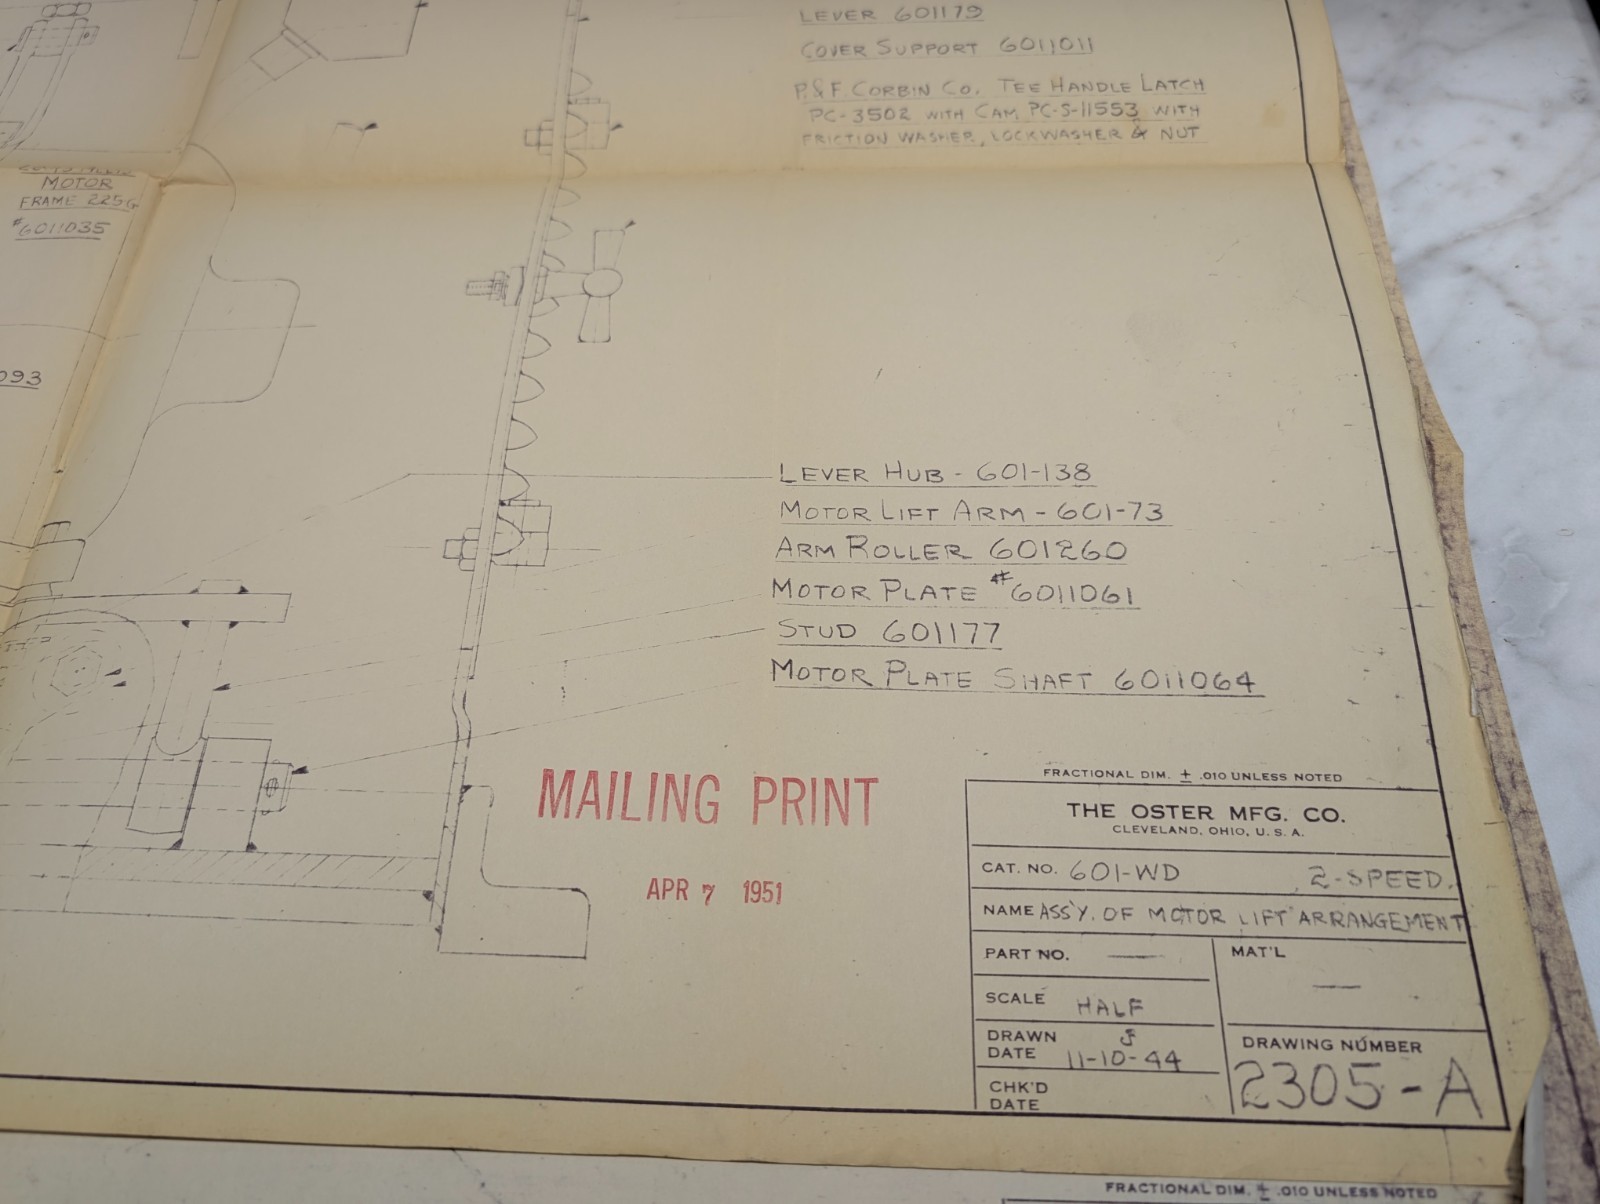 LEVER 601179
COVER SUPPORT 6011011
P.&F. CORBIN CO. TEE HANDLE LATCH
PC-3502 WITH CAM, PC-S-11553 WITH
FRICTION WASHER, LOCKWASHER & NUT
MOTOR
FRAME 225G
#6011035
093
LEVER HUB - 601-138
MOTOR LIFT ARM - 601-73
ARM ROLLER 601260
MOTOR PLATE #6011061
STUD 601177
MOTOR PLATE SHAFT 6011064
MAILING PRINT
APR 7 1951
FRACTIONAL DIM. ± .010 UNLESS NOTED
THE OSTER MFG. CO.
CLEVELAND, OHIO, U. S. A.
CAT. NO. 601-WD 2-SPEED.
NAME ASS'Y. OF MOTOR LIFT ARRANGEMENT
PART NO. —
MAT'L —
SCALE HALF
DRAWN J
DATE 11-10-44
CHK'D
DATE
DRAWING NUMBER
2305-A
FRACTIONAL DIM. ± .010 UNLESS NOTED